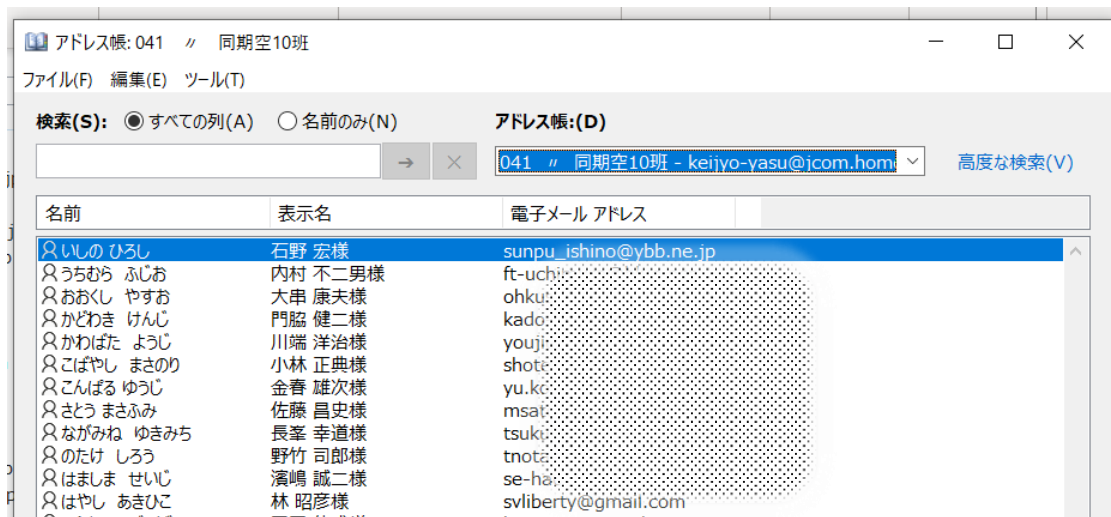 アドレス帳: 041 〃 同期空10班
ファイル(F) 編集(E) ツール(T)
検索(S): すべての列(A) 名前のみ(N) アドレス帳:(D)
041 〃 同期空10班 - keijyo-yasu@jcom.home 高度な検索(V)
名前 表示名 電子メール アドレス
いしの ひろし 石野 宏様 sunpu_ishino@ybb.ne.jp
うちむら ふじお 内村 不二男様 ft-uch
おおくし やすお 大串 康夫様 ohku
かどわき けんじ 門脇 健二様 kado
かわばた ようじ 川端 洋治様 youj
こばやし まさのり 小林 正典様 shot
こんぱる ゆうじ 金春 雄次様 yu.k
さとう まさふみ 佐藤 昌史様 msat
ながみね ゆきみち 長峯 幸道様 tsuk
のたけ しろう 野竹 司郎様 tnot
はましま せいじ 濱嶋 誠二様 se-ha
はやし あきひこ 林 昭彦様 svliberty@gmail.com